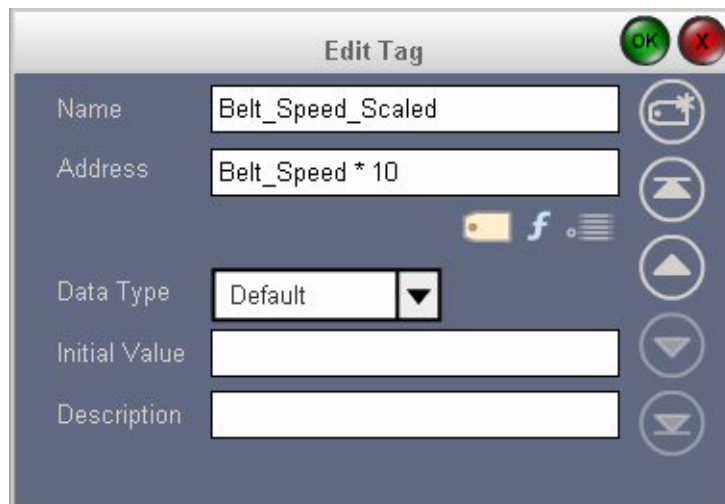 Edit Tag
OK X
Name Belt_Speed_Scaled
Address Belt_Speed * 10
f
Data Type Default
Initial Value
Description